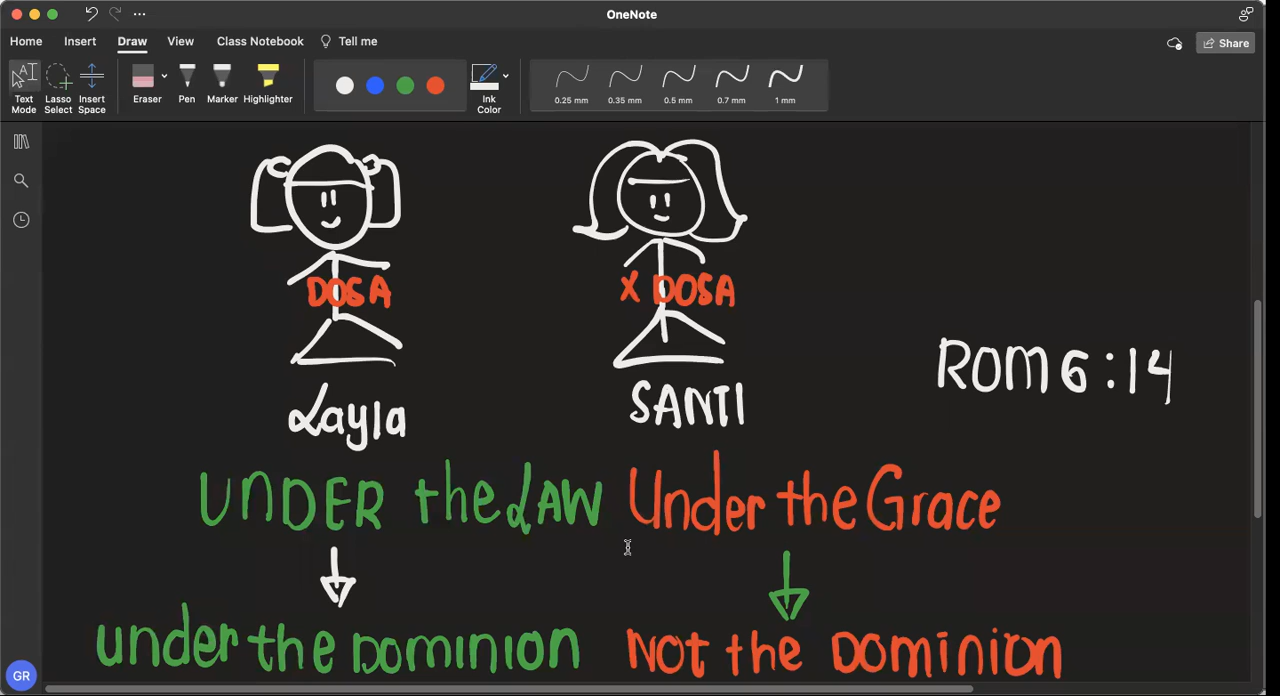 OneNote
Home Insert Draw View Class Notebook Tell me
Share
Text Mode Lasso Select Insert Space Eraser Pen Marker Highlighter Ink Color 0.25 mm 0.35 mm 0.5 mm 0.7 mm 1 mm
DOSA X DOSA
ROM 6 : 14
Layla SANTI
UNDER the LAW Under the Grace
under the DOMINION Not the DOMINION
GR